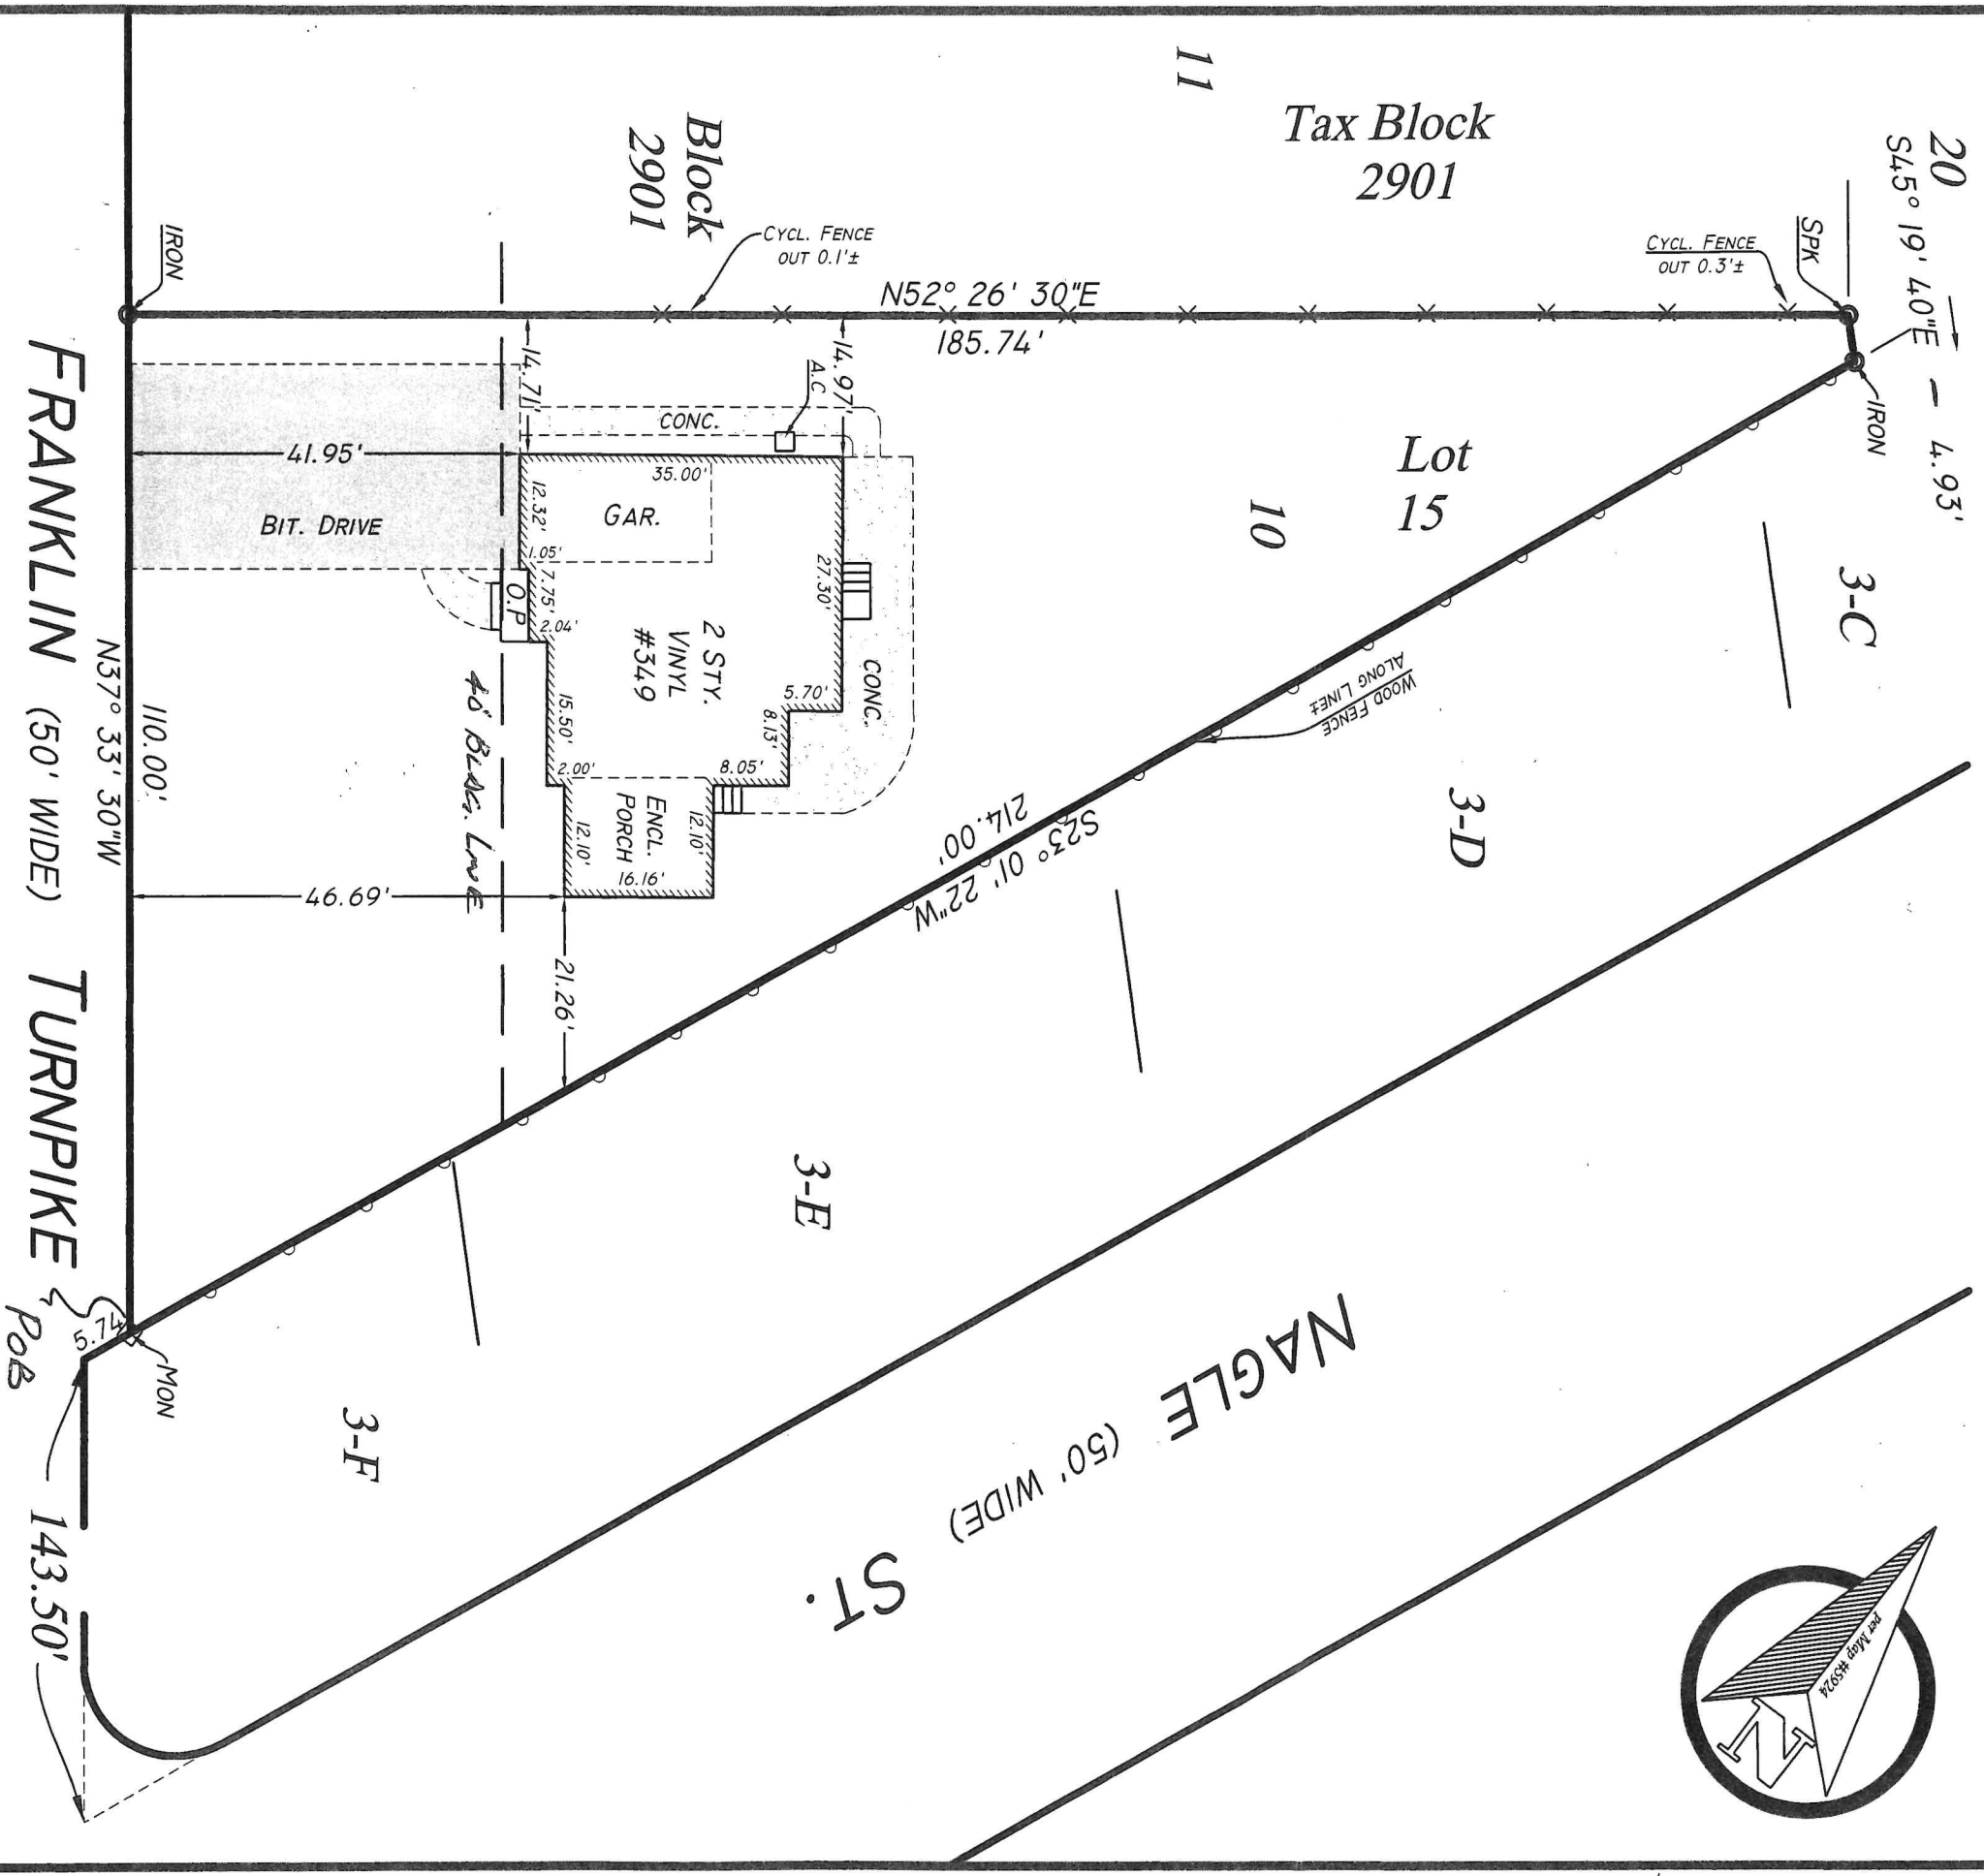 11
Tax Block
2901
20
S45° 19' 40"E - 4.93'
Block
2901
CYCL. FENCE
OUT 0.1'±
CYCL. FENCE
OUT 0.3'±
SPK
IRON
IRON
N52° 26' 30"E
185.74'
14.71'
14.97'
A.C
CONC.
41.95'
BIT. DRIVE
35.00'
GAR.
12.32'
1.05'
7.75'
O.P
2.04'
27.30'
2 STY.
VINYL
#349
5.70'
8.13'
CONC.
15.50'
2.00'
8.05'
ENCL.
PORCH
12.10'
12.10'
16.16'
46.69'
21.26'
40' BLDG. LINE
Lot
15
10
3-C
WOOD FENCE
ALONG LINE±
3-D
S23° 01' 22"W
214.00'
3-E
3-F
FRANKLIN (50' WIDE) TURNPIKE
N37° 33' 30"W
110.00'
POB
5.74
MON
143.50'
NAGLE (50' WIDE) ST.
per Map #5924
N